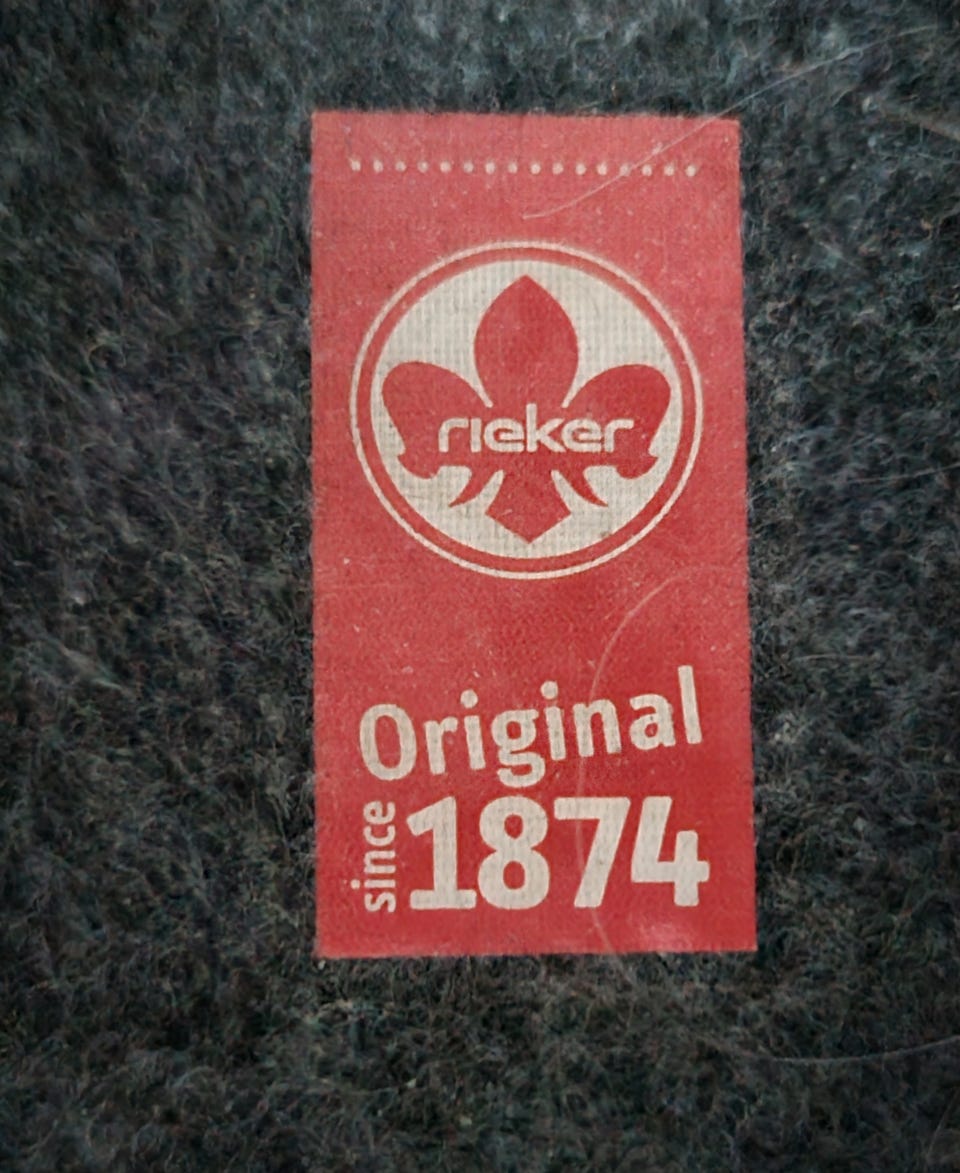 rieker
Original
since
1874